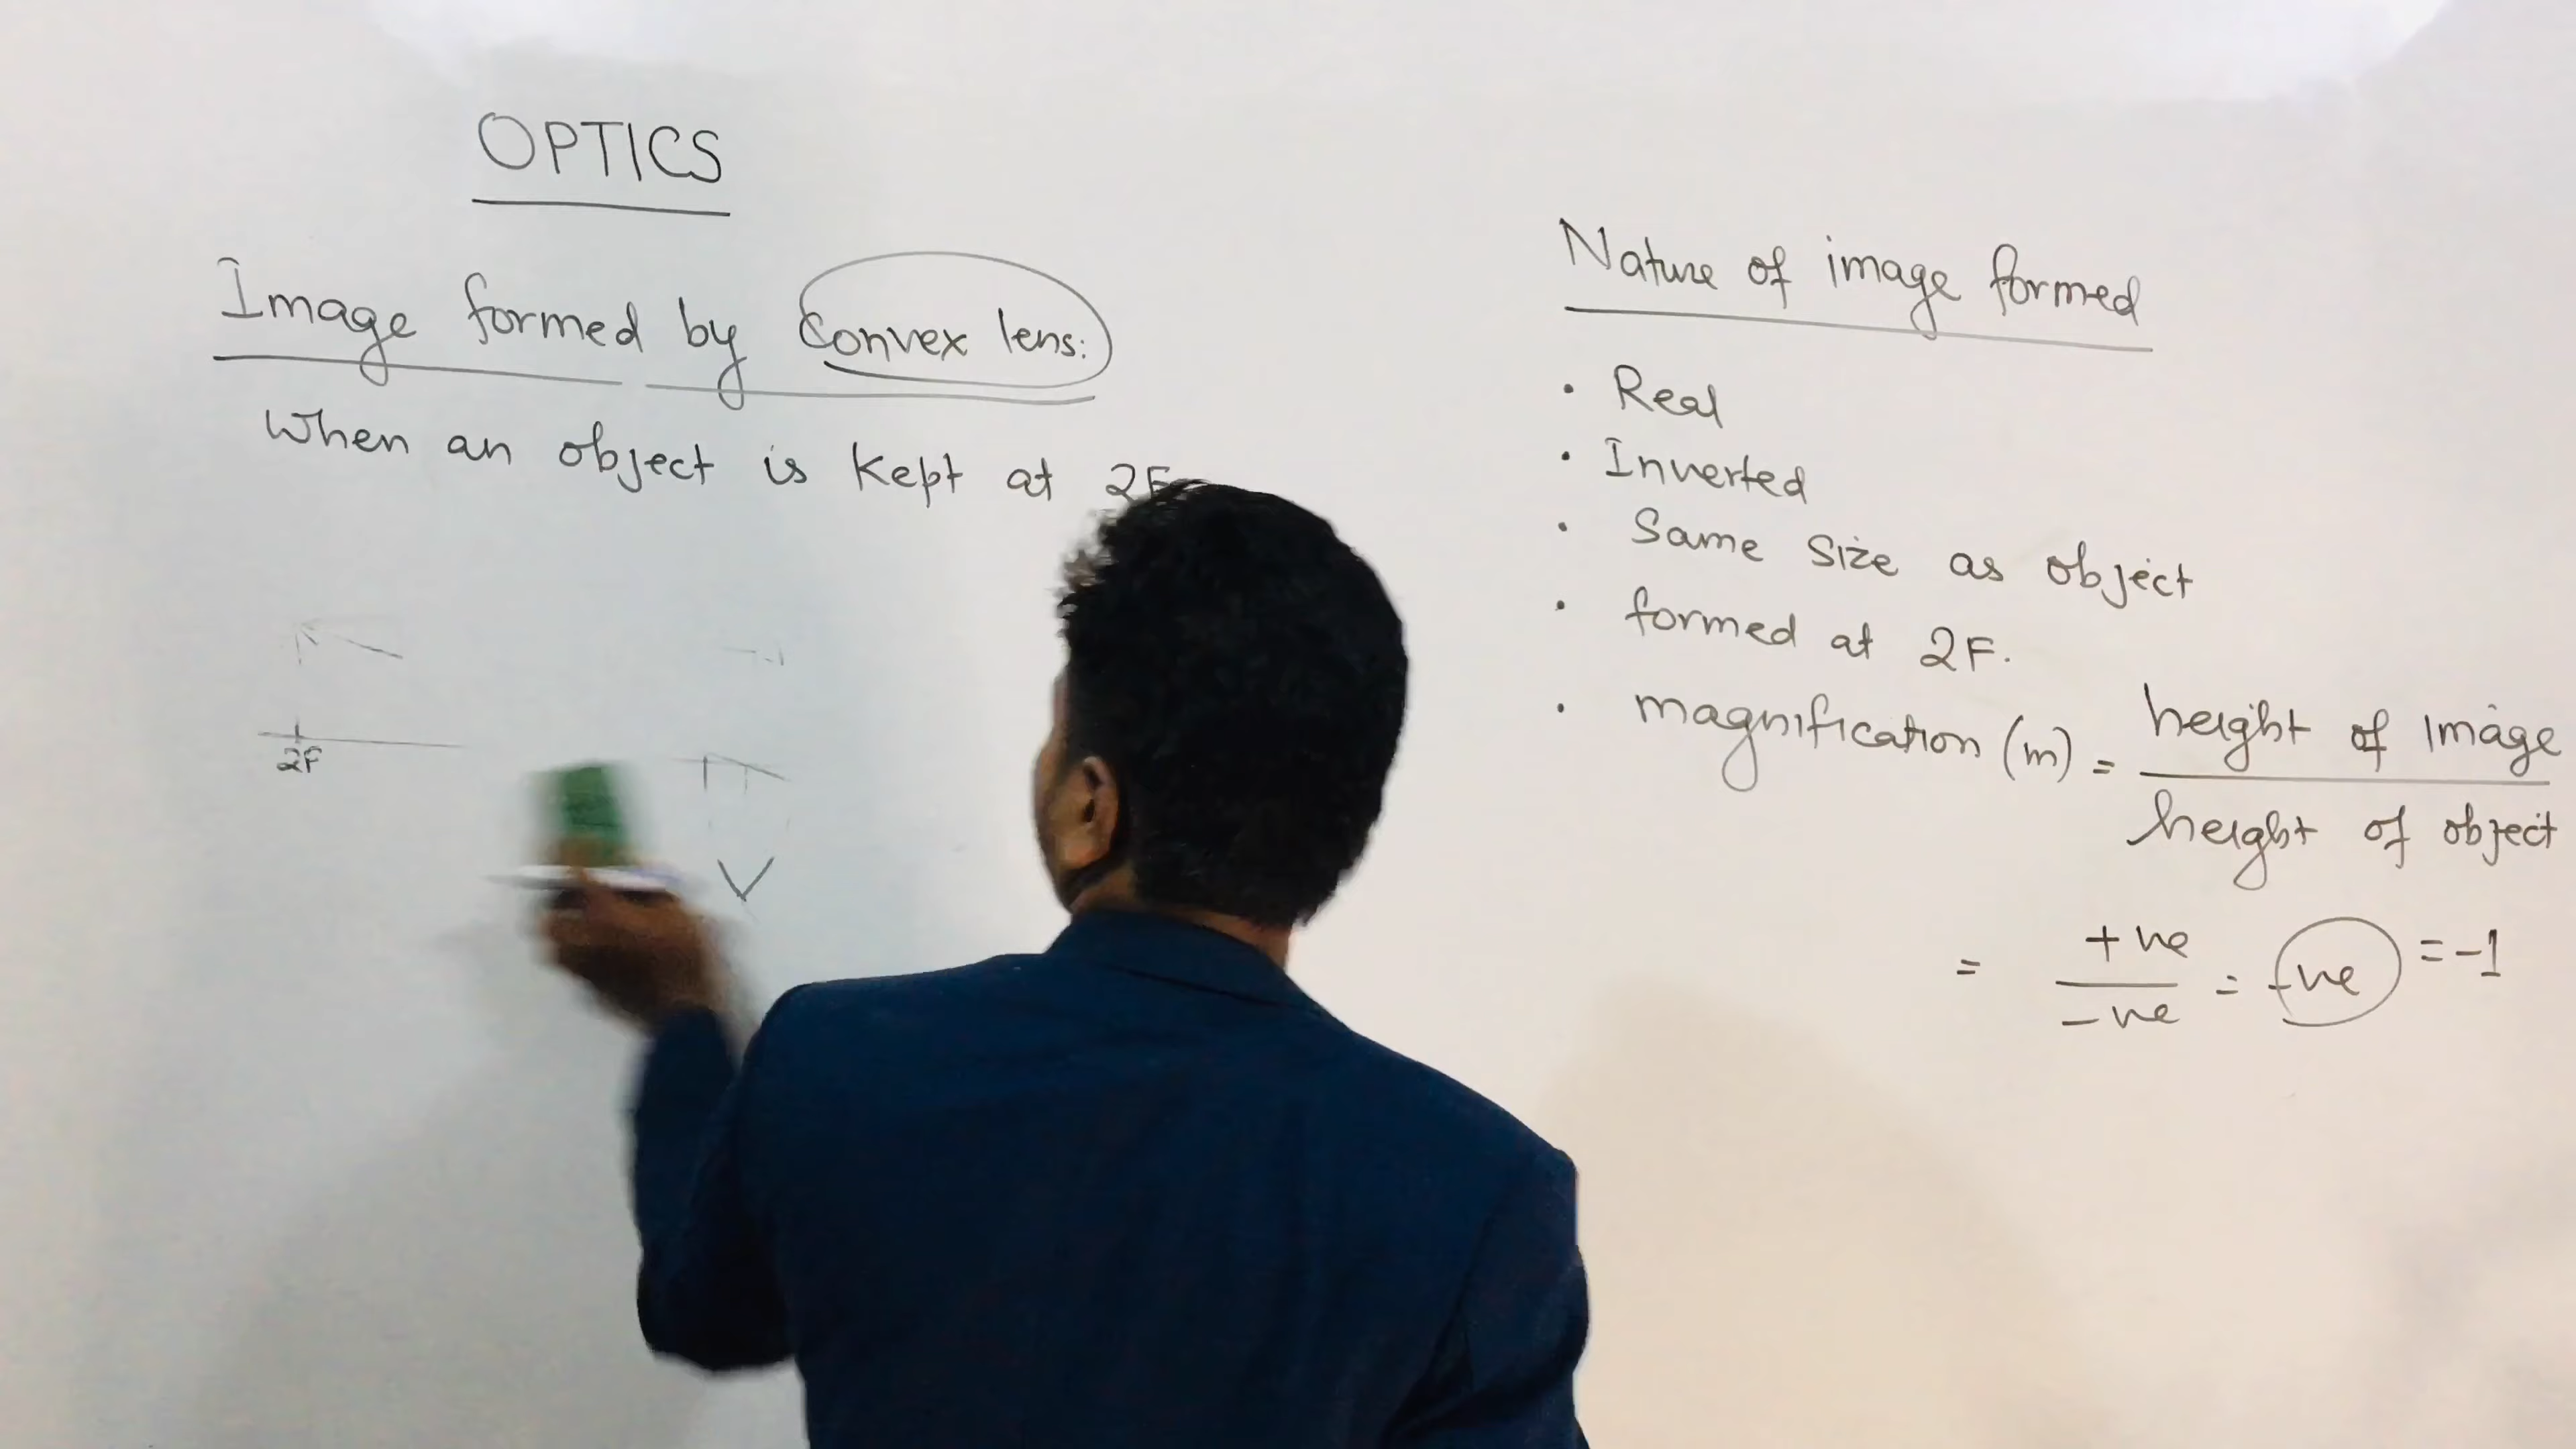 OPTICS
Image formed by Convex lens:
When an object is kept at 2F
2F
V
Nature of image formed
• Real
• Inverted
• Same size as object
• formed at 2F.
• magnification (m) = height of image
height of object
= +ve
-ve
= -ve = -1